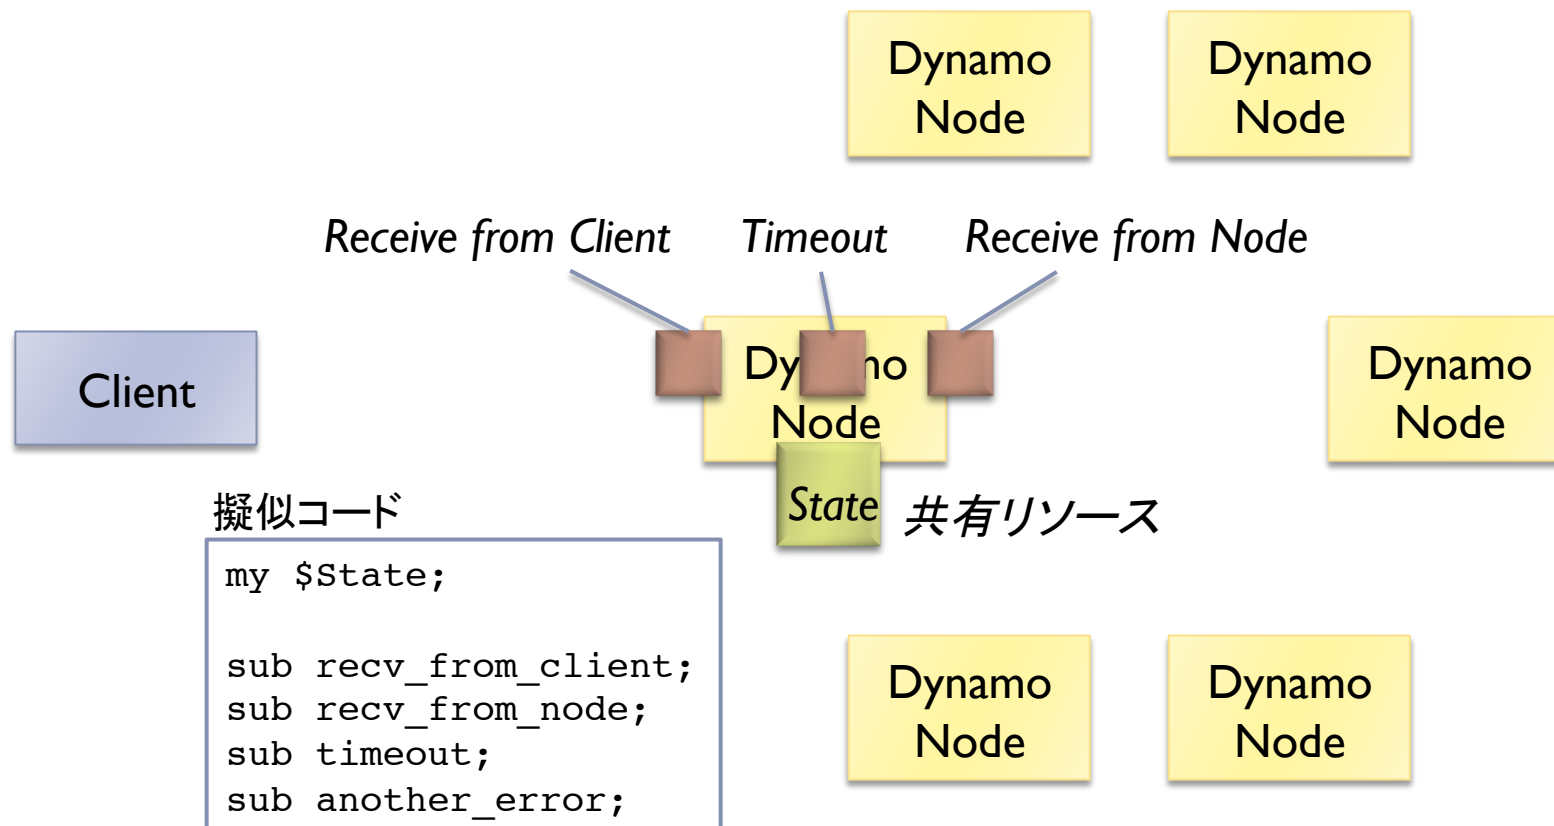 Dynamo
Node
Dynamo
Node
Receive from Client
Timeout
Receive from Node
Client
Node
Dynamo
Node
State
共有リソース
擬似コード
my $State;
sub recv_from_client;
sub recv_from_node;
sub timeout;
sub another_error;
Dynamo
Node
Dynamo
Node